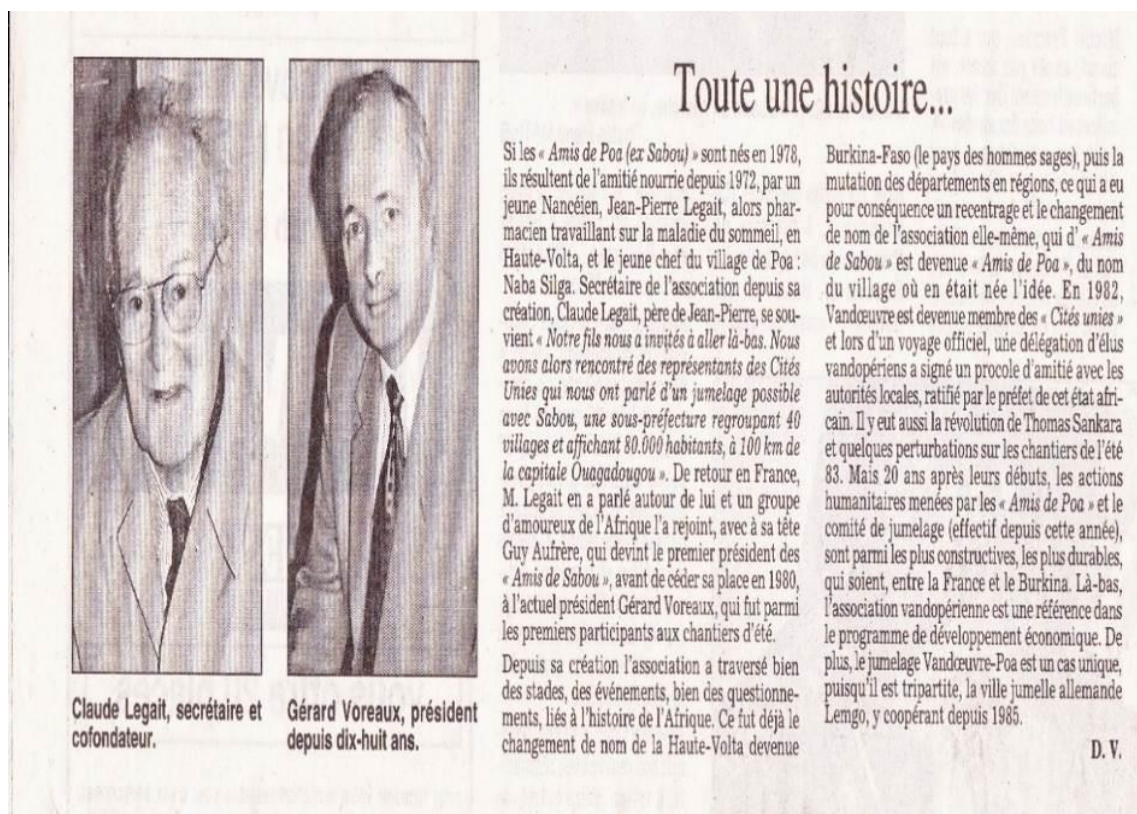 Toute une histoire...
Si les « Amis de Poa (ex Sabou) » sont nés en 1978,
ils résultent de l'amitié nourrie depuis 1972, par un
jeune Nancéien, Jean-Pierre Legait, alors phar-
macien travaillant sur la maladie du sommeil, en
Haute-Volta, et le jeune chef du village de Poa :
Naba Silga. Secrétaire de l'association depuis sa
création, Claude Legait, père de Jean-Pierre, se sou-
vient « Notre fils nous a invités à aller là-bas. Nous
avons alors rencontré des représentants des Cités
Unies qui nous ont parlé d'un jumelage possible
avec Sabou, une sous-préfecture regroupant 40
villages et affichant 80.000 habitants, à 100 km de
la capitale Ouagadougou ». De retour en France,
M. Legait en a parlé autour de lui et un groupe
d'amoureux de l'Afrique l'a rejoint, avec à sa tête
Guy Aufrère, qui devint le premier président des
« Amis de Sabou », avant de céder sa place en 1980,
à l'actuel président Gérard Voreaux, qui fut parmi
les premiers participants aux chantiers d'été.
Depuis sa création l'association a traversé bien
des stades, des événements, bien des questionne-
ments, liés à l'histoire de l'Afrique. Ce fut déjà le
changement de nom de la Haute-Volta devenue
Burkina-Faso (le pays des hommes sages), puis la
mutation des départements en régions, ce qui a eu
pour conséquence un recentrage et le changement
de nom de l'association elle-même, qui d' « Amis
de Sabou » est devenue « Amis de Poa », du nom
du village où en était née l'idée. En 1982,
Vandœuvre est devenue membre des « Cités unies »
et lors d'un voyage officiel, une délégation d'élus
vandopériens a signé un procole d'amitié avec les
autorités locales, ratifié par le préfet de cet état afri-
cain. Il y eut aussi la révolution de Thomas Sankara
et quelques perturbations sur les chantiers de l'été
83. Mais 20 ans après leurs débuts, les actions
humanitaires menées par les « Amis de Poa » et le
comité de jumelage (effectif depuis cette année),
sont parmi les plus constructives, les plus durables,
qui soient, entre la France et le Burkina. Là-bas,
l'association vandopérienne est une référence dans
le programme de développement économique. De
plus, le jumelage Vandœuvre-Poa est un cas unique,
puisqu'il est tripartite, la ville jumelle allemande
Lemgo, y coopérant depuis 1985.
D. V.
Claude Legait, secrétaire et
cofondateur.
Gérard Voreaux, président
depuis dix-huit ans.